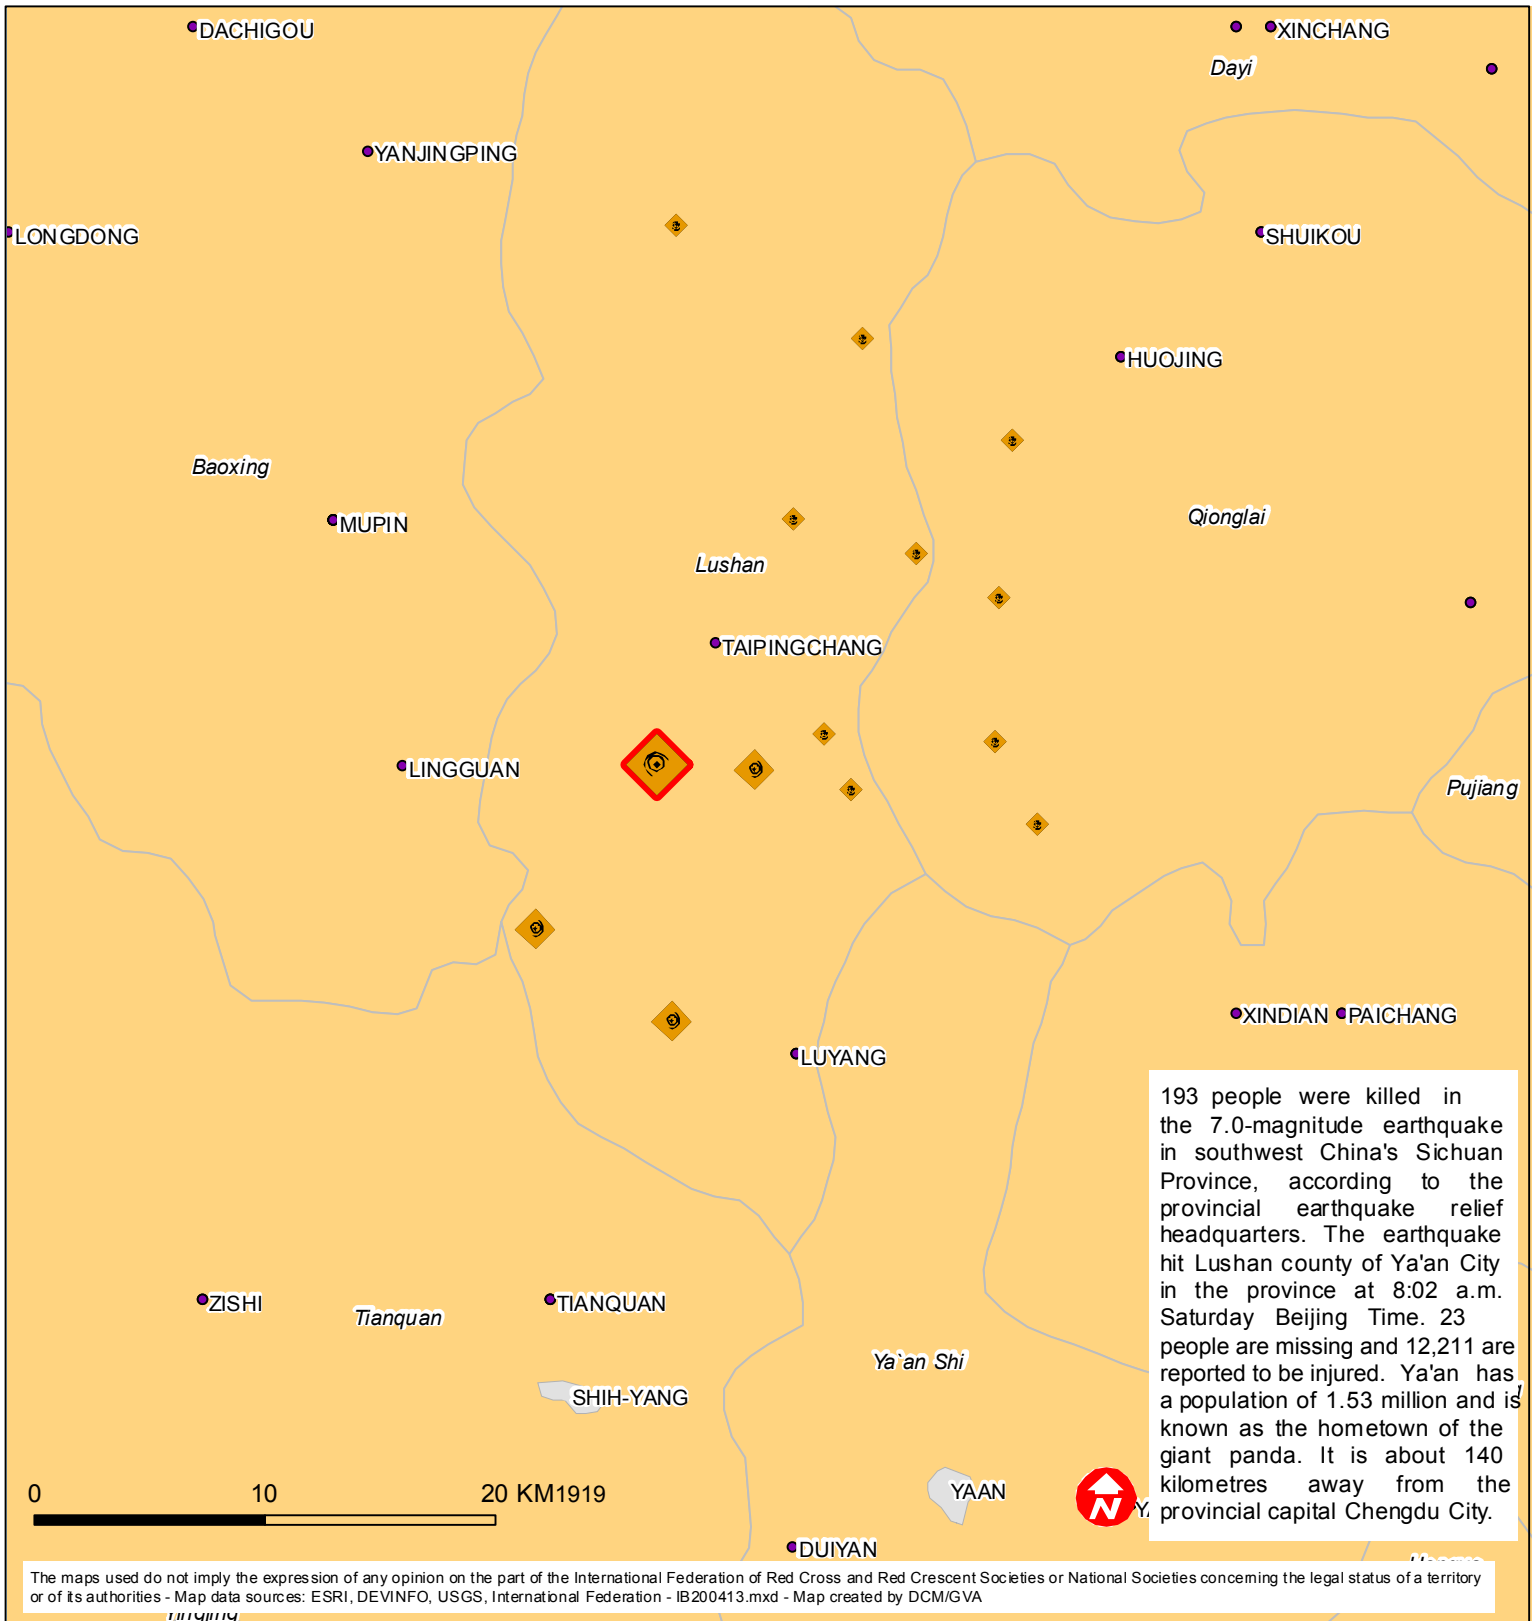 DACHIGOU
XINCHANG
Dayi
YANJINGPING
LONGDONG
SHUIKOU
HUOJING
Baoxing
MUPIN
Qionglai
Lushan
TAIPINGCHANG
LINGGUAN
Pujiang
XINDIAN
PAICHANG
LUYANG
193 people were killed in
the 7.0-magnitude earthquake
in southwest China's Sichuan
Province, according to the
provincial earthquake relief
headquarters. The earthquake
hit Lushan county of Ya'an City
in the province at 8:02 a.m.
Saturday Beijing Time. 23
people are missing and 12,211 are
reported to be injured. Ya'an has
a population of 1.53 million and is
known as the hometown of the
giant panda. It is about 140
kilometres away from the
provincial capital Chengdu City.
ZISHI
Tianquan
TIANQUAN
Ya`an Shi
SHIH-YANG
YAAN
N
0 10 20 KM1919
DUIYAN
The maps used do not imply the expression of any opinion on the part of the International Federation of Red Cross and Red Crescent Societies or National Societies concerning the legal status of a territory
or of its authorities - Map data sources: ESRI, DEVINFO, USGS, International Federation - IB200413.mxd - Map created by DCM/GVA